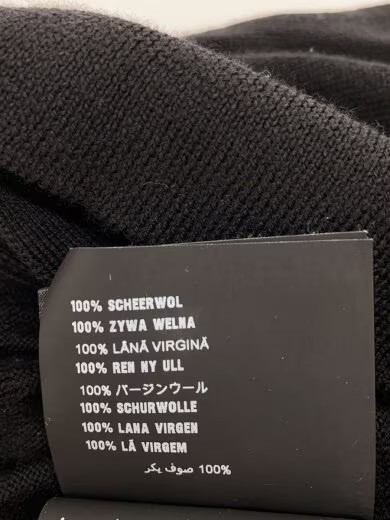 100% SCHEERWOL
100% ZYWA WELNA
100% LÂNĂ VIRGINĂ
100% REN NY ULL
100% バージンウール
100% SCHURWOLLE
100% LANA VIRGEN
100% LÃ VIRGEM
100% صوف بكر